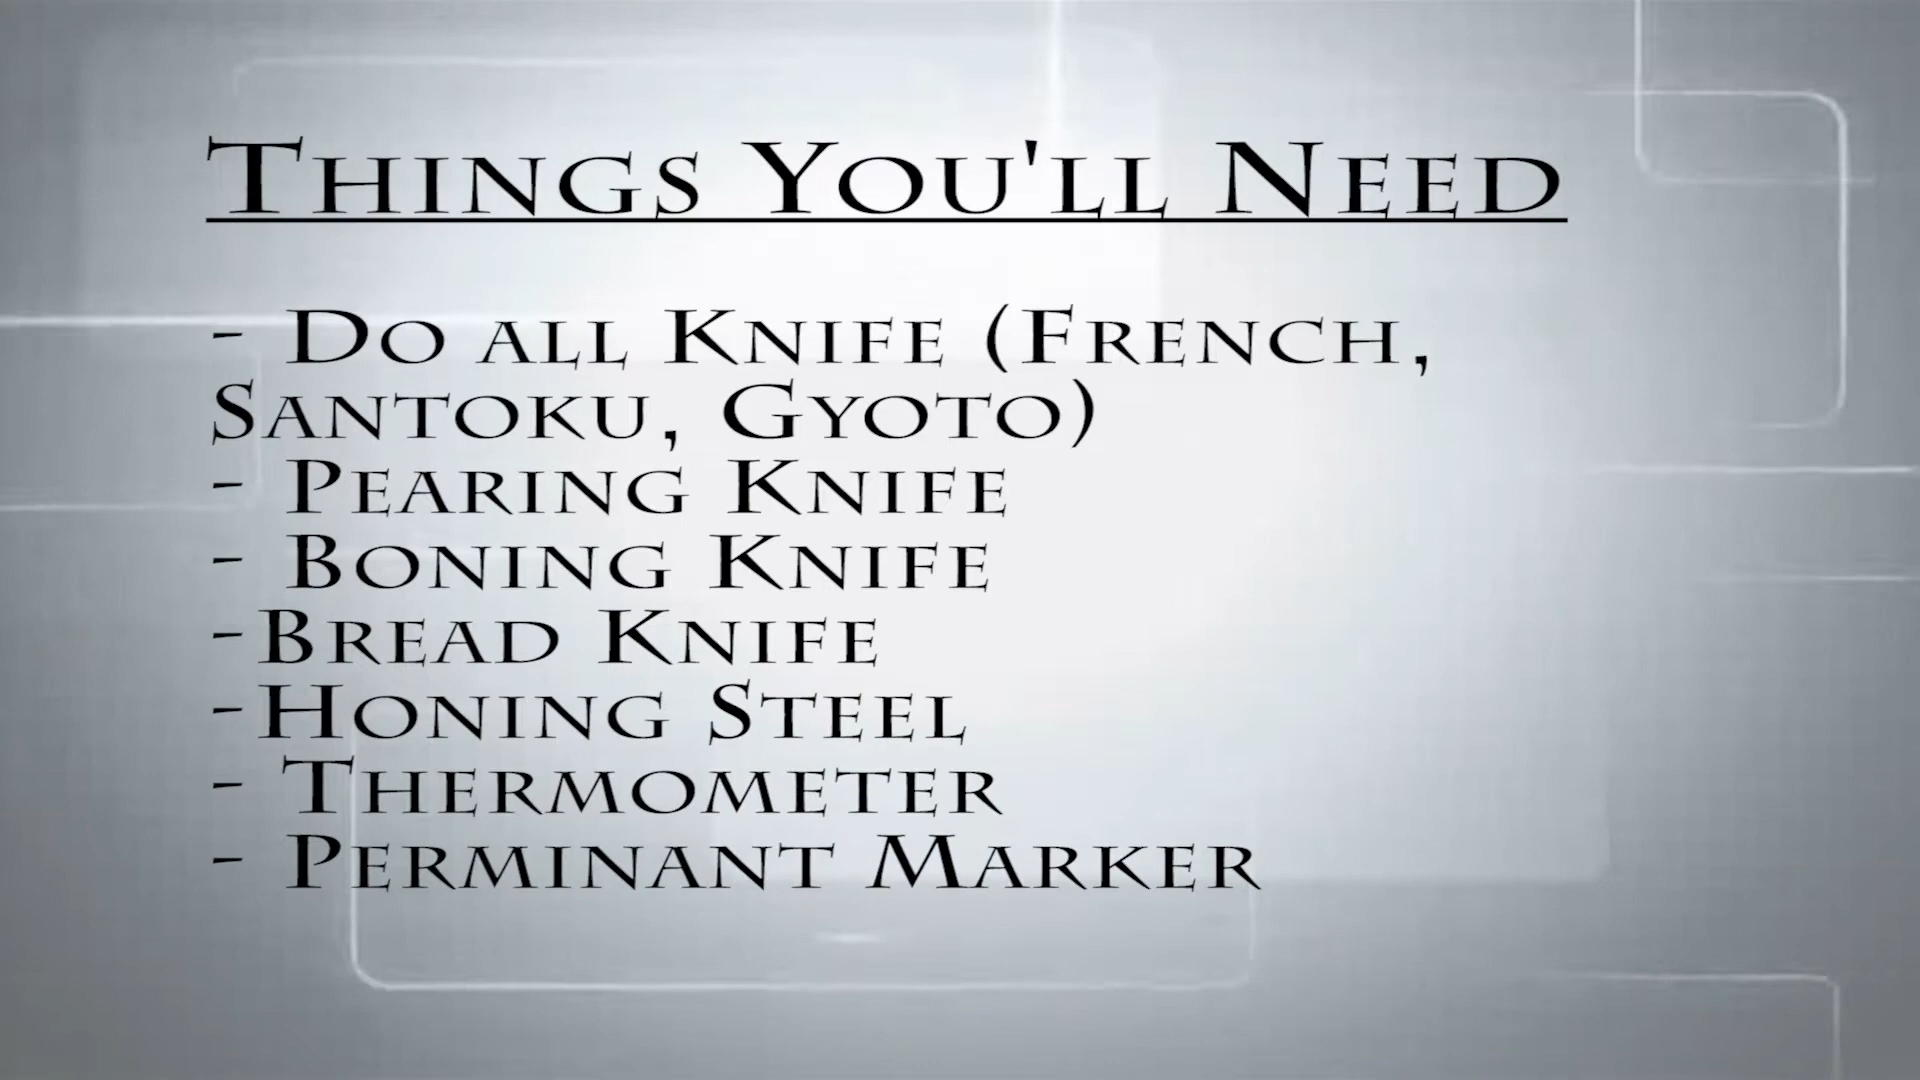 Things You'll Need
- Do all Knife (French,
Santoku, Gyoto)
- Pearing Knife
- Boning Knife
-Bread Knife
-Honing Steel
- Thermometer
- Perminant Marker